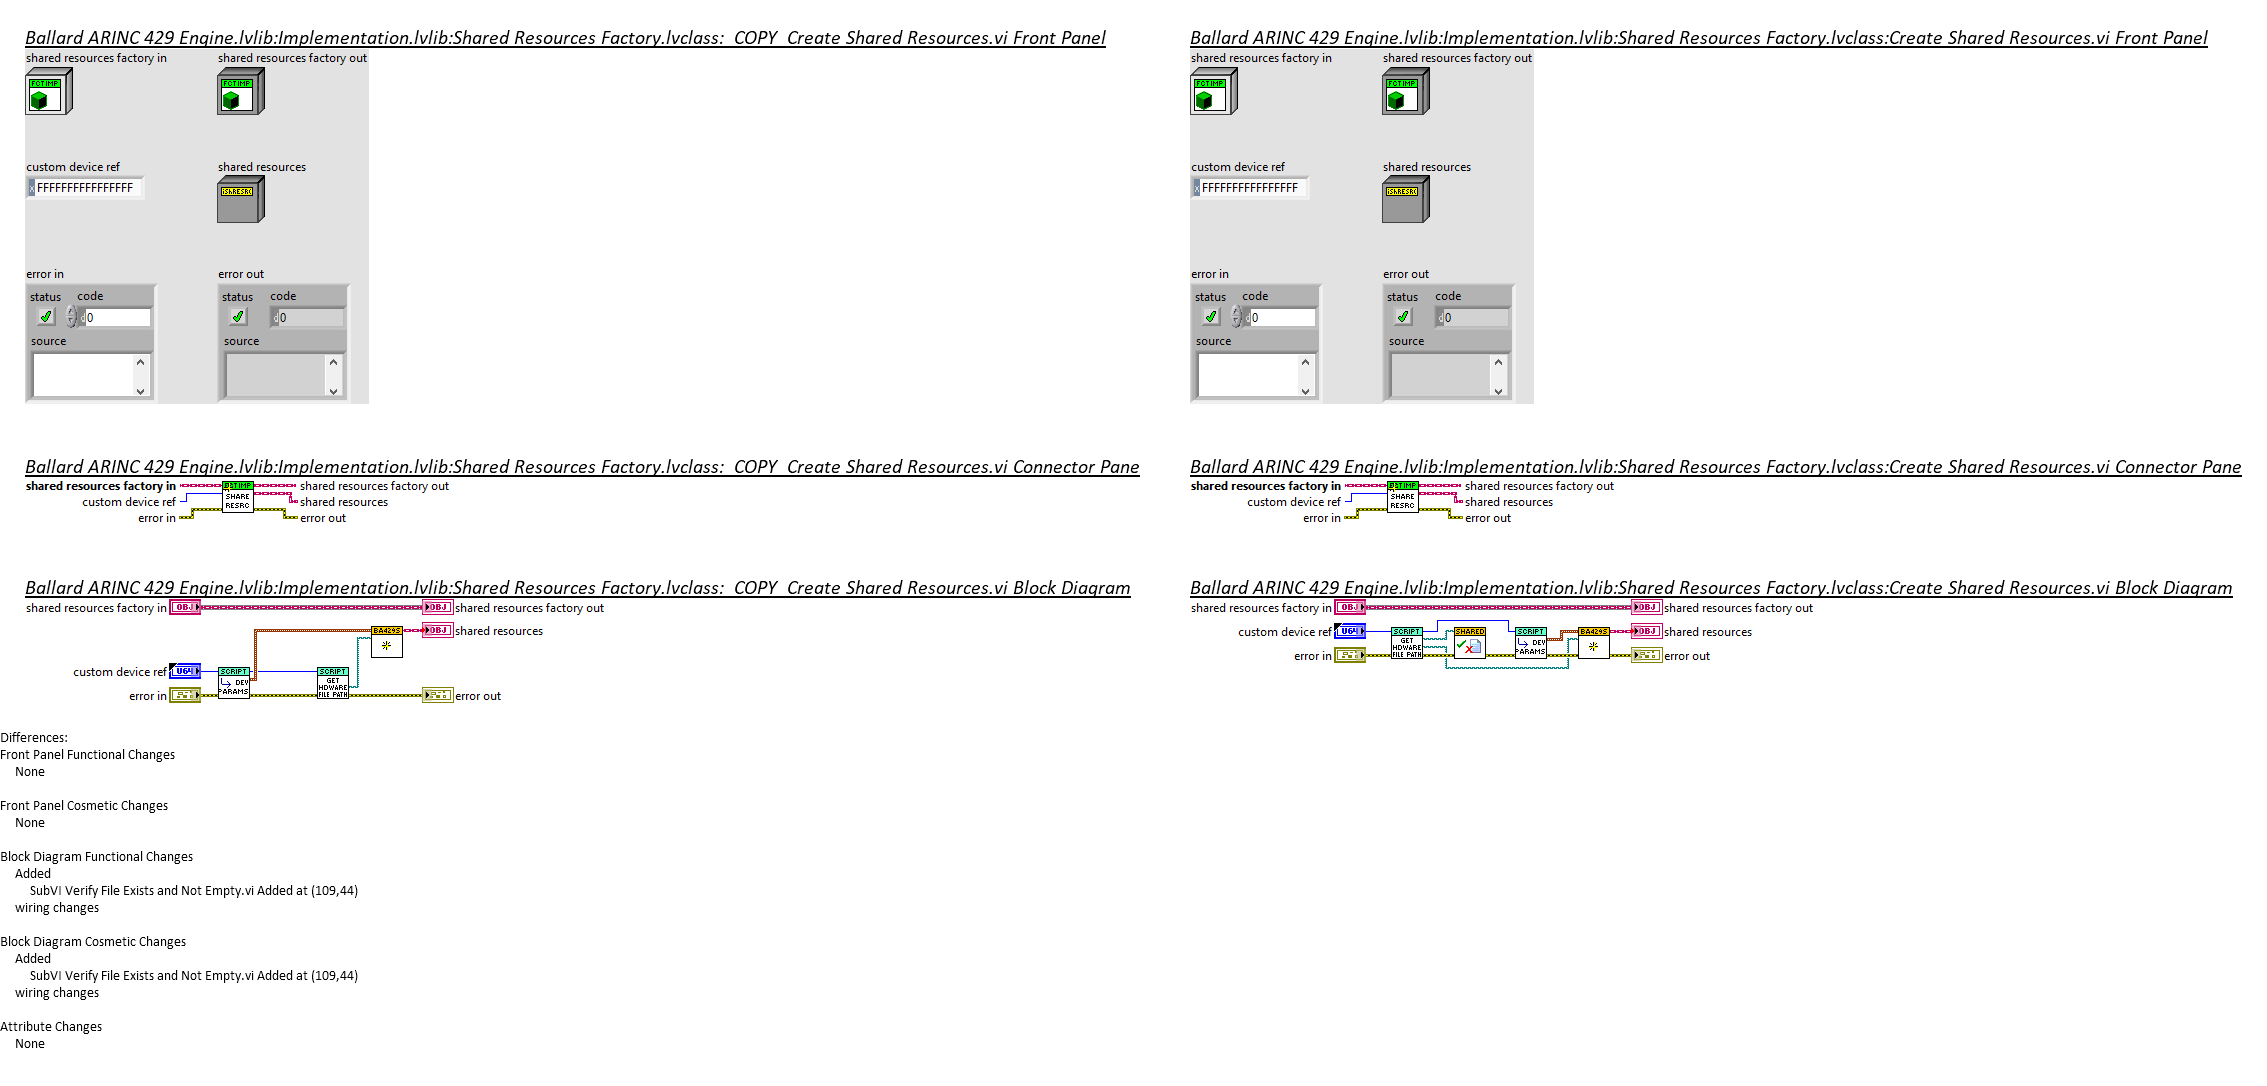 Ballard ARINC 429 Engine.lvlib:Implementation.lvlib:Shared Resources Factory.lvclass:_COPY_Create Shared Resources.vi Front Panel
shared resources factory in
shared resources factory out
FCTIMP
FCTIMP
custom device ref
shared resources
x FFFFFFFFFFFFFFFF
iShRESRC
error in
error out
status code
status code
d 0
d 0
source
source
Ballard ARINC 429 Engine.lvlib:Implementation.lvlib:Shared Resources Factory.lvclass:Create Shared Resources.vi Front Panel
shared resources factory in
shared resources factory out
FCTIMP
FCTIMP
custom device ref
shared resources
x FFFFFFFFFFFFFFFF
iShRESRC
error in
error out
status code
status code
d 0
d 0
source
source
Ballard ARINC 429 Engine.lvlib:Implementation.lvlib:Shared Resources Factory.lvclass:_COPY_Create Shared Resources.vi Connector Pane
shared resources factory in
custom device ref
error in
SHARE
RESRC
shared resources factory out
shared resources
error out
Ballard ARINC 429 Engine.lvlib:Implementation.lvlib:Shared Resources Factory.lvclass:Create Shared Resources.vi Connector Pane
shared resources factory in
custom device ref
error in
SHARE
RESRC
shared resources factory out
shared resources
error out
Ballard ARINC 429 Engine.lvlib:Implementation.lvlib:Shared Resources Factory.lvclass:_COPY_Create Shared Resources.vi Block Diagram
shared resources factory in OBJ OBJ shared resources factory out
BA429S OBJ shared resources
custom device ref U64
SCRIPT
DEV
PARAMS
SCRIPT
GET
HDWARE
FILE PATH
error in
error out
Ballard ARINC 429 Engine.lvlib:Implementation.lvlib:Shared Resources Factory.lvclass:Create Shared Resources.vi Block Diagram
shared resources factory in OBJ OBJ shared resources factory out
custom device ref U64
SCRIPT
GET
HDWARE
FILE PATH
SHARED
SCRIPT
DEV
PARAMS
BA429S
OBJ shared resources
error in
error out
Differences:
Front Panel Functional Changes
None
Front Panel Cosmetic Changes
None
Block Diagram Functional Changes
Added
SubVI Verify File Exists and Not Empty.vi Added at (109,44)
wiring changes
Block Diagram Cosmetic Changes
Added
SubVI Verify File Exists and Not Empty.vi Added at (109,44)
wiring changes
Attribute Changes
None